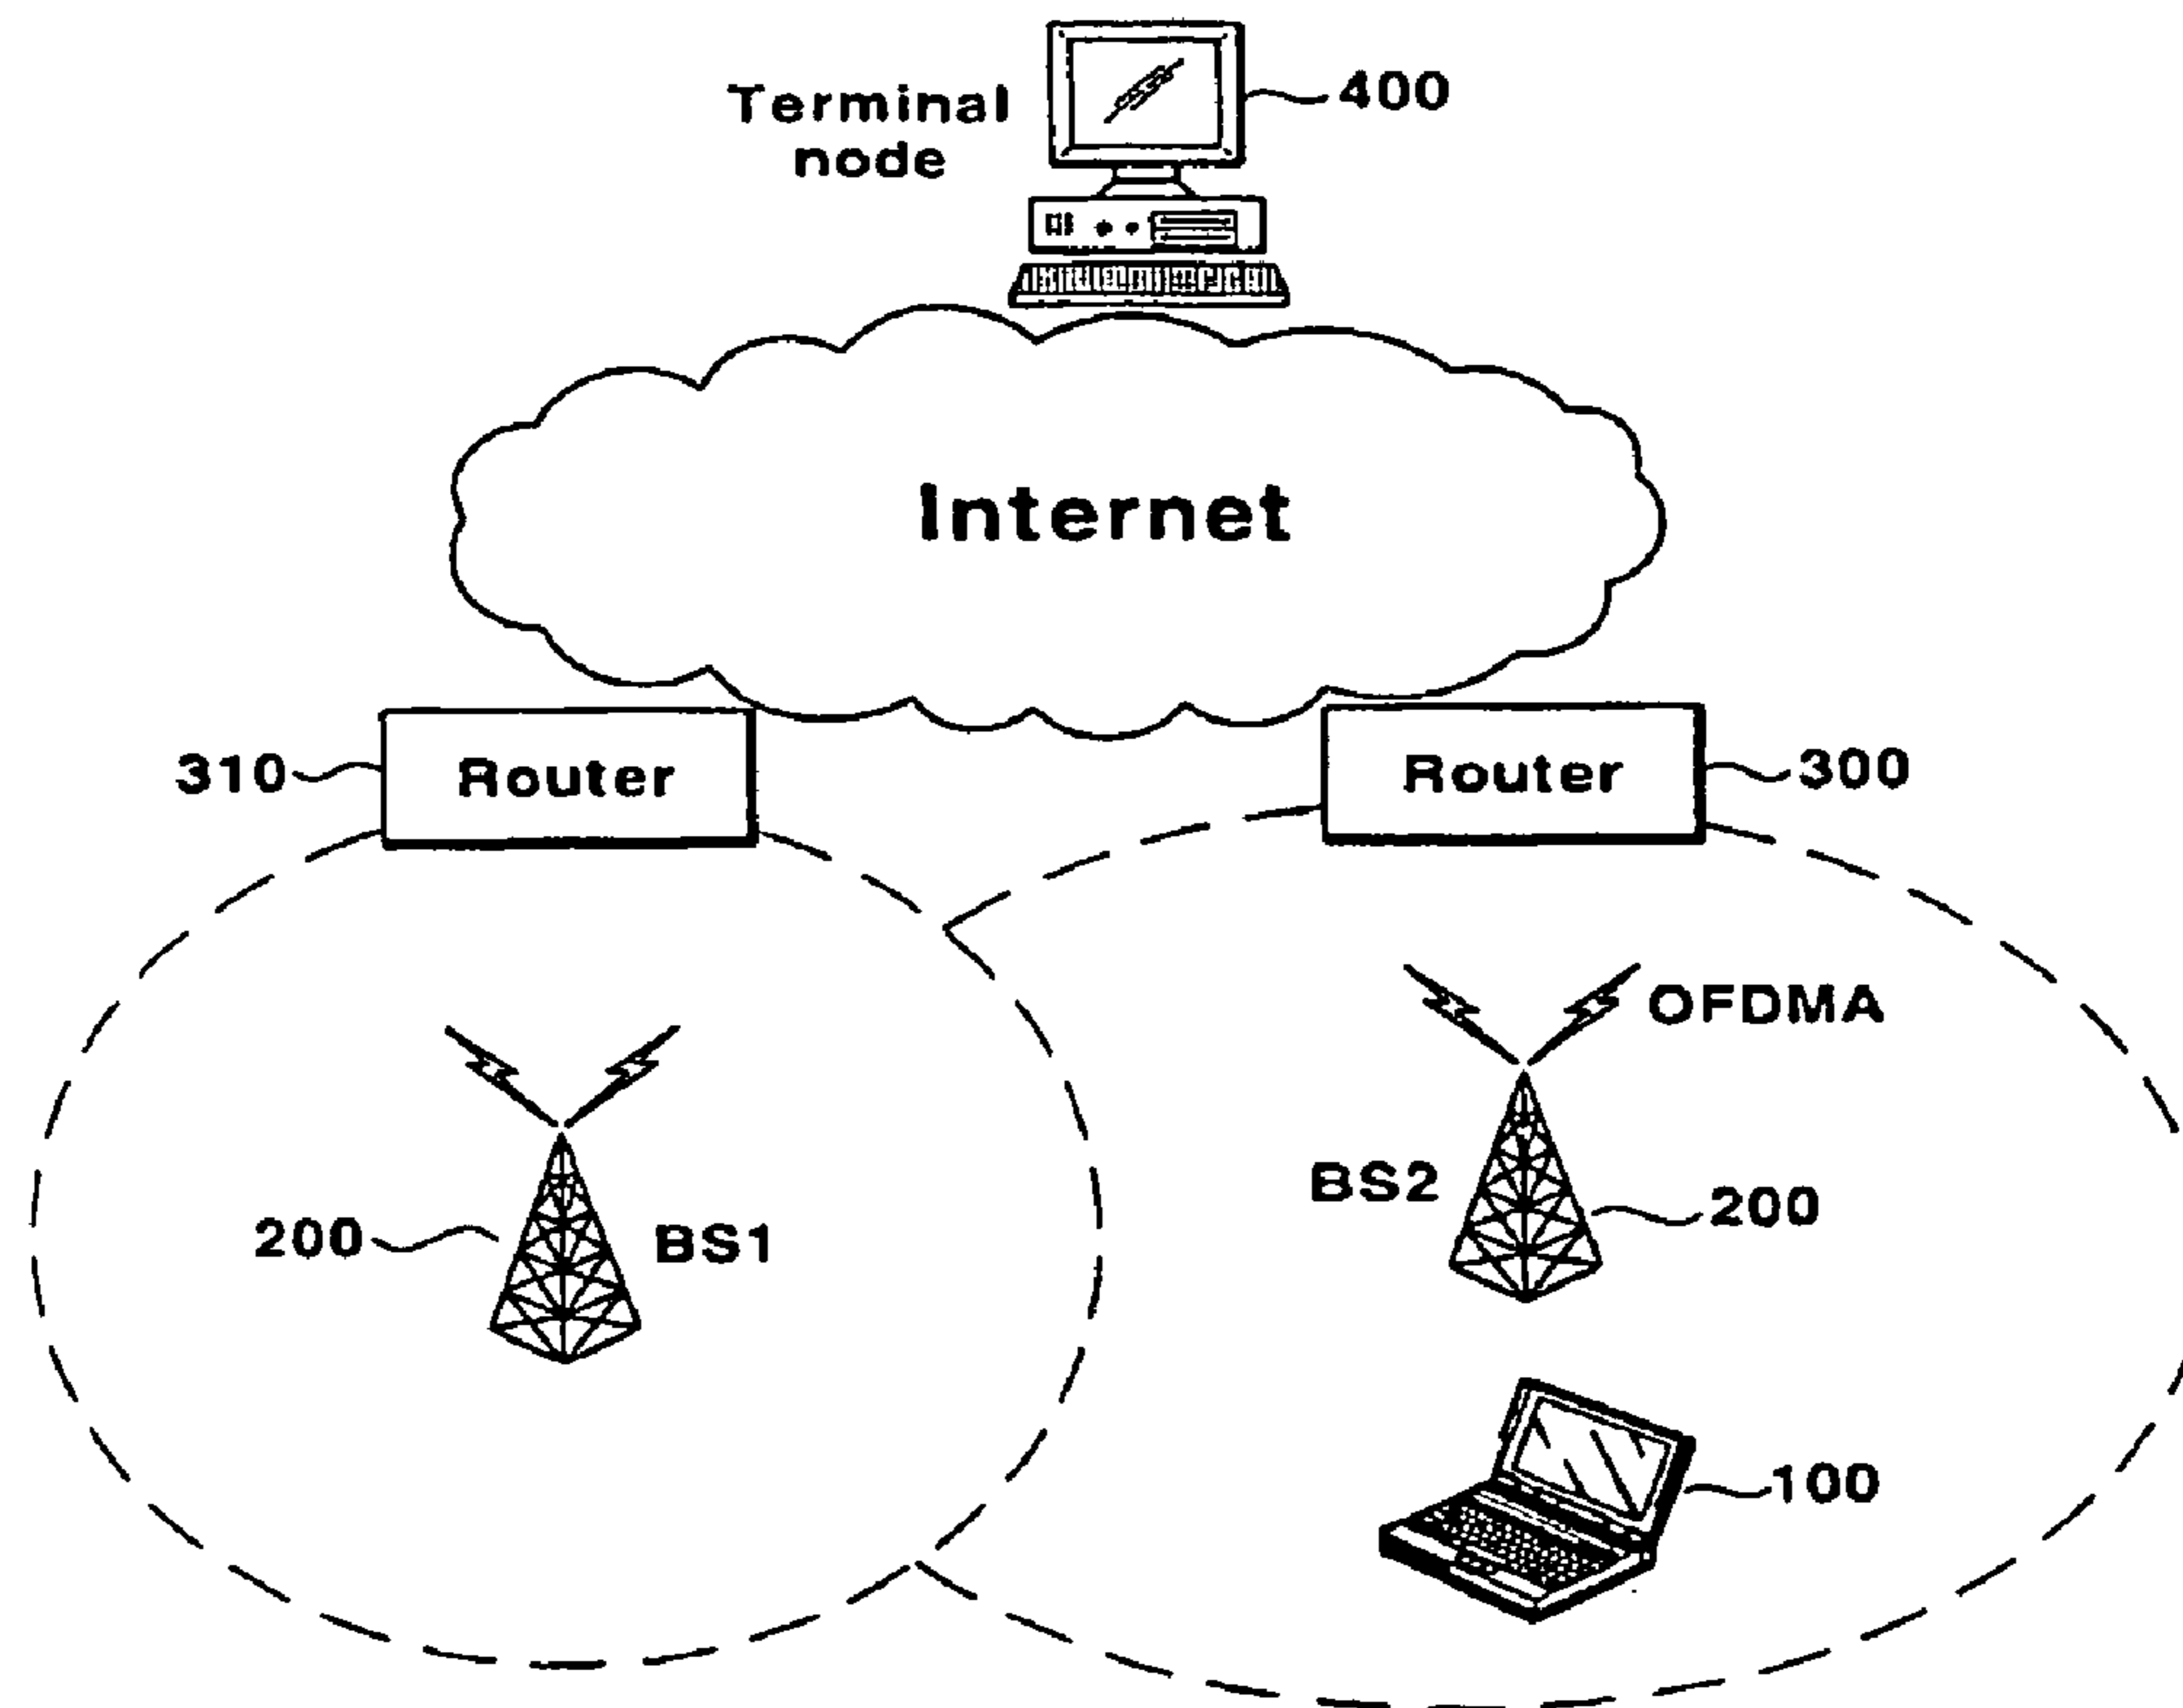 Terminal
node
400
Internet
310
Router
Router
300
OFDMA
BS2
200
200
BS1
100